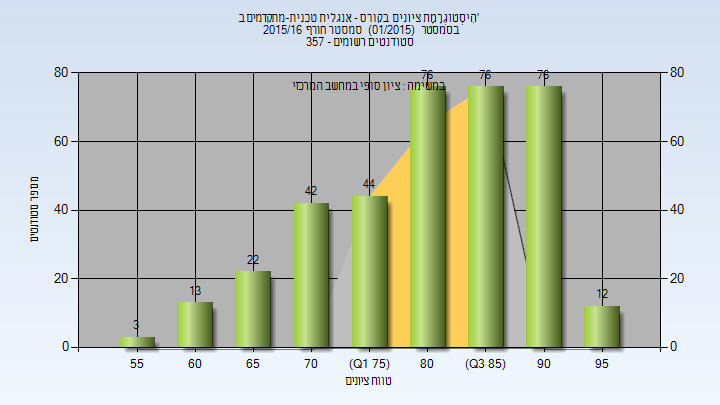 היסטוגרמת ציונים בקורס - אנגלית טכנית-מתקדמים ב'
בסמסטר (01/2015) סמסטר חורף 2015/16
סטודנטים רשומים - 357
במשימה : ציון סופי במחשב המרכזי
80 80
60 60
40 40
20 20
0 0
3 13 22 42 44 76 76 76 12
55 60 65 70 (Q1 75) 80 (Q3 85) 90 95
מספר סטודנטים
טווח ציונים